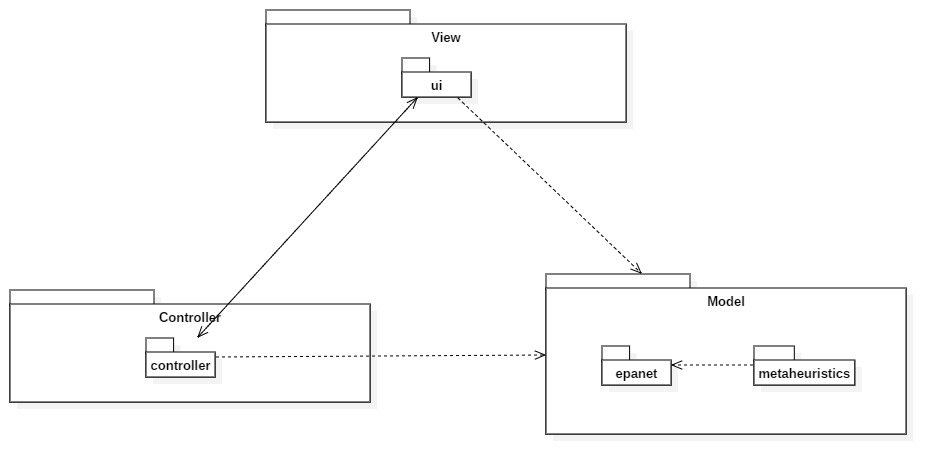 View
ui
Controller
controller
Model
epanet
metaheuristics